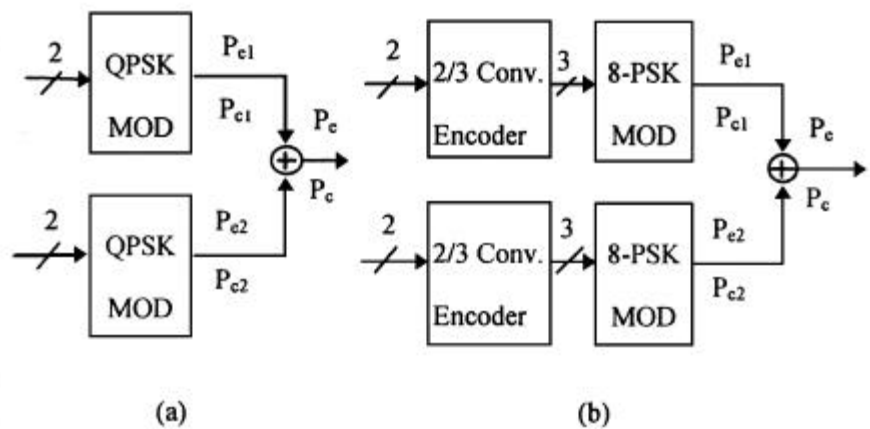 2
QPSK
MOD
Pe1
Pc1
Pe
Pc
2
QPSK
MOD
Pe2
Pc2
(a)
2
2/3 Conv.
Encoder
3
8-PSK
MOD
Pe1
Pc1
Pe
Pc
2
2/3 Conv.
Encoder
3
8-PSK
MOD
Pe2
Pc2
(b)